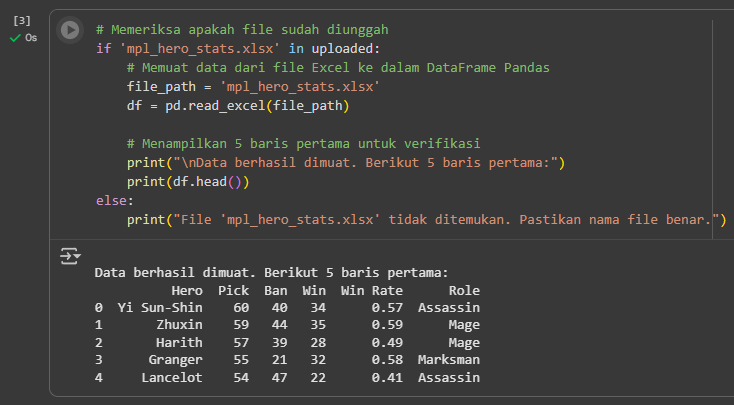 [3]
0s
# Memeriksa apakah file sudah diunggah
if 'mpl_hero_stats.xlsx' in uploaded:
    # Memuat data dari file Excel ke dalam DataFrame Pandas
    file_path = 'mpl_hero_stats.xlsx'
    df = pd.read_excel(file_path)
    # Menampilkan 5 baris pertama untuk verifikasi
    print("\nData berhasil dimuat. Berikut 5 baris pertama:")
    print(df.head())
else:
    print("File 'mpl_hero_stats.xlsx' tidak ditemukan. Pastikan nama file benar.")
Data berhasil dimuat. Berikut 5 baris pertama:
          Hero  Pick  Ban  Win  Win Rate      Role
0  Yi Sun-Shin    60   40   34      0.57  Assassin
1       Zhuxin    59   44   35      0.59      Mage
2       Harith    57   39   28      0.49      Mage
3      Granger    55   21   32      0.58  Marksman
4     Lancelot    54   47   22      0.41  Assassin